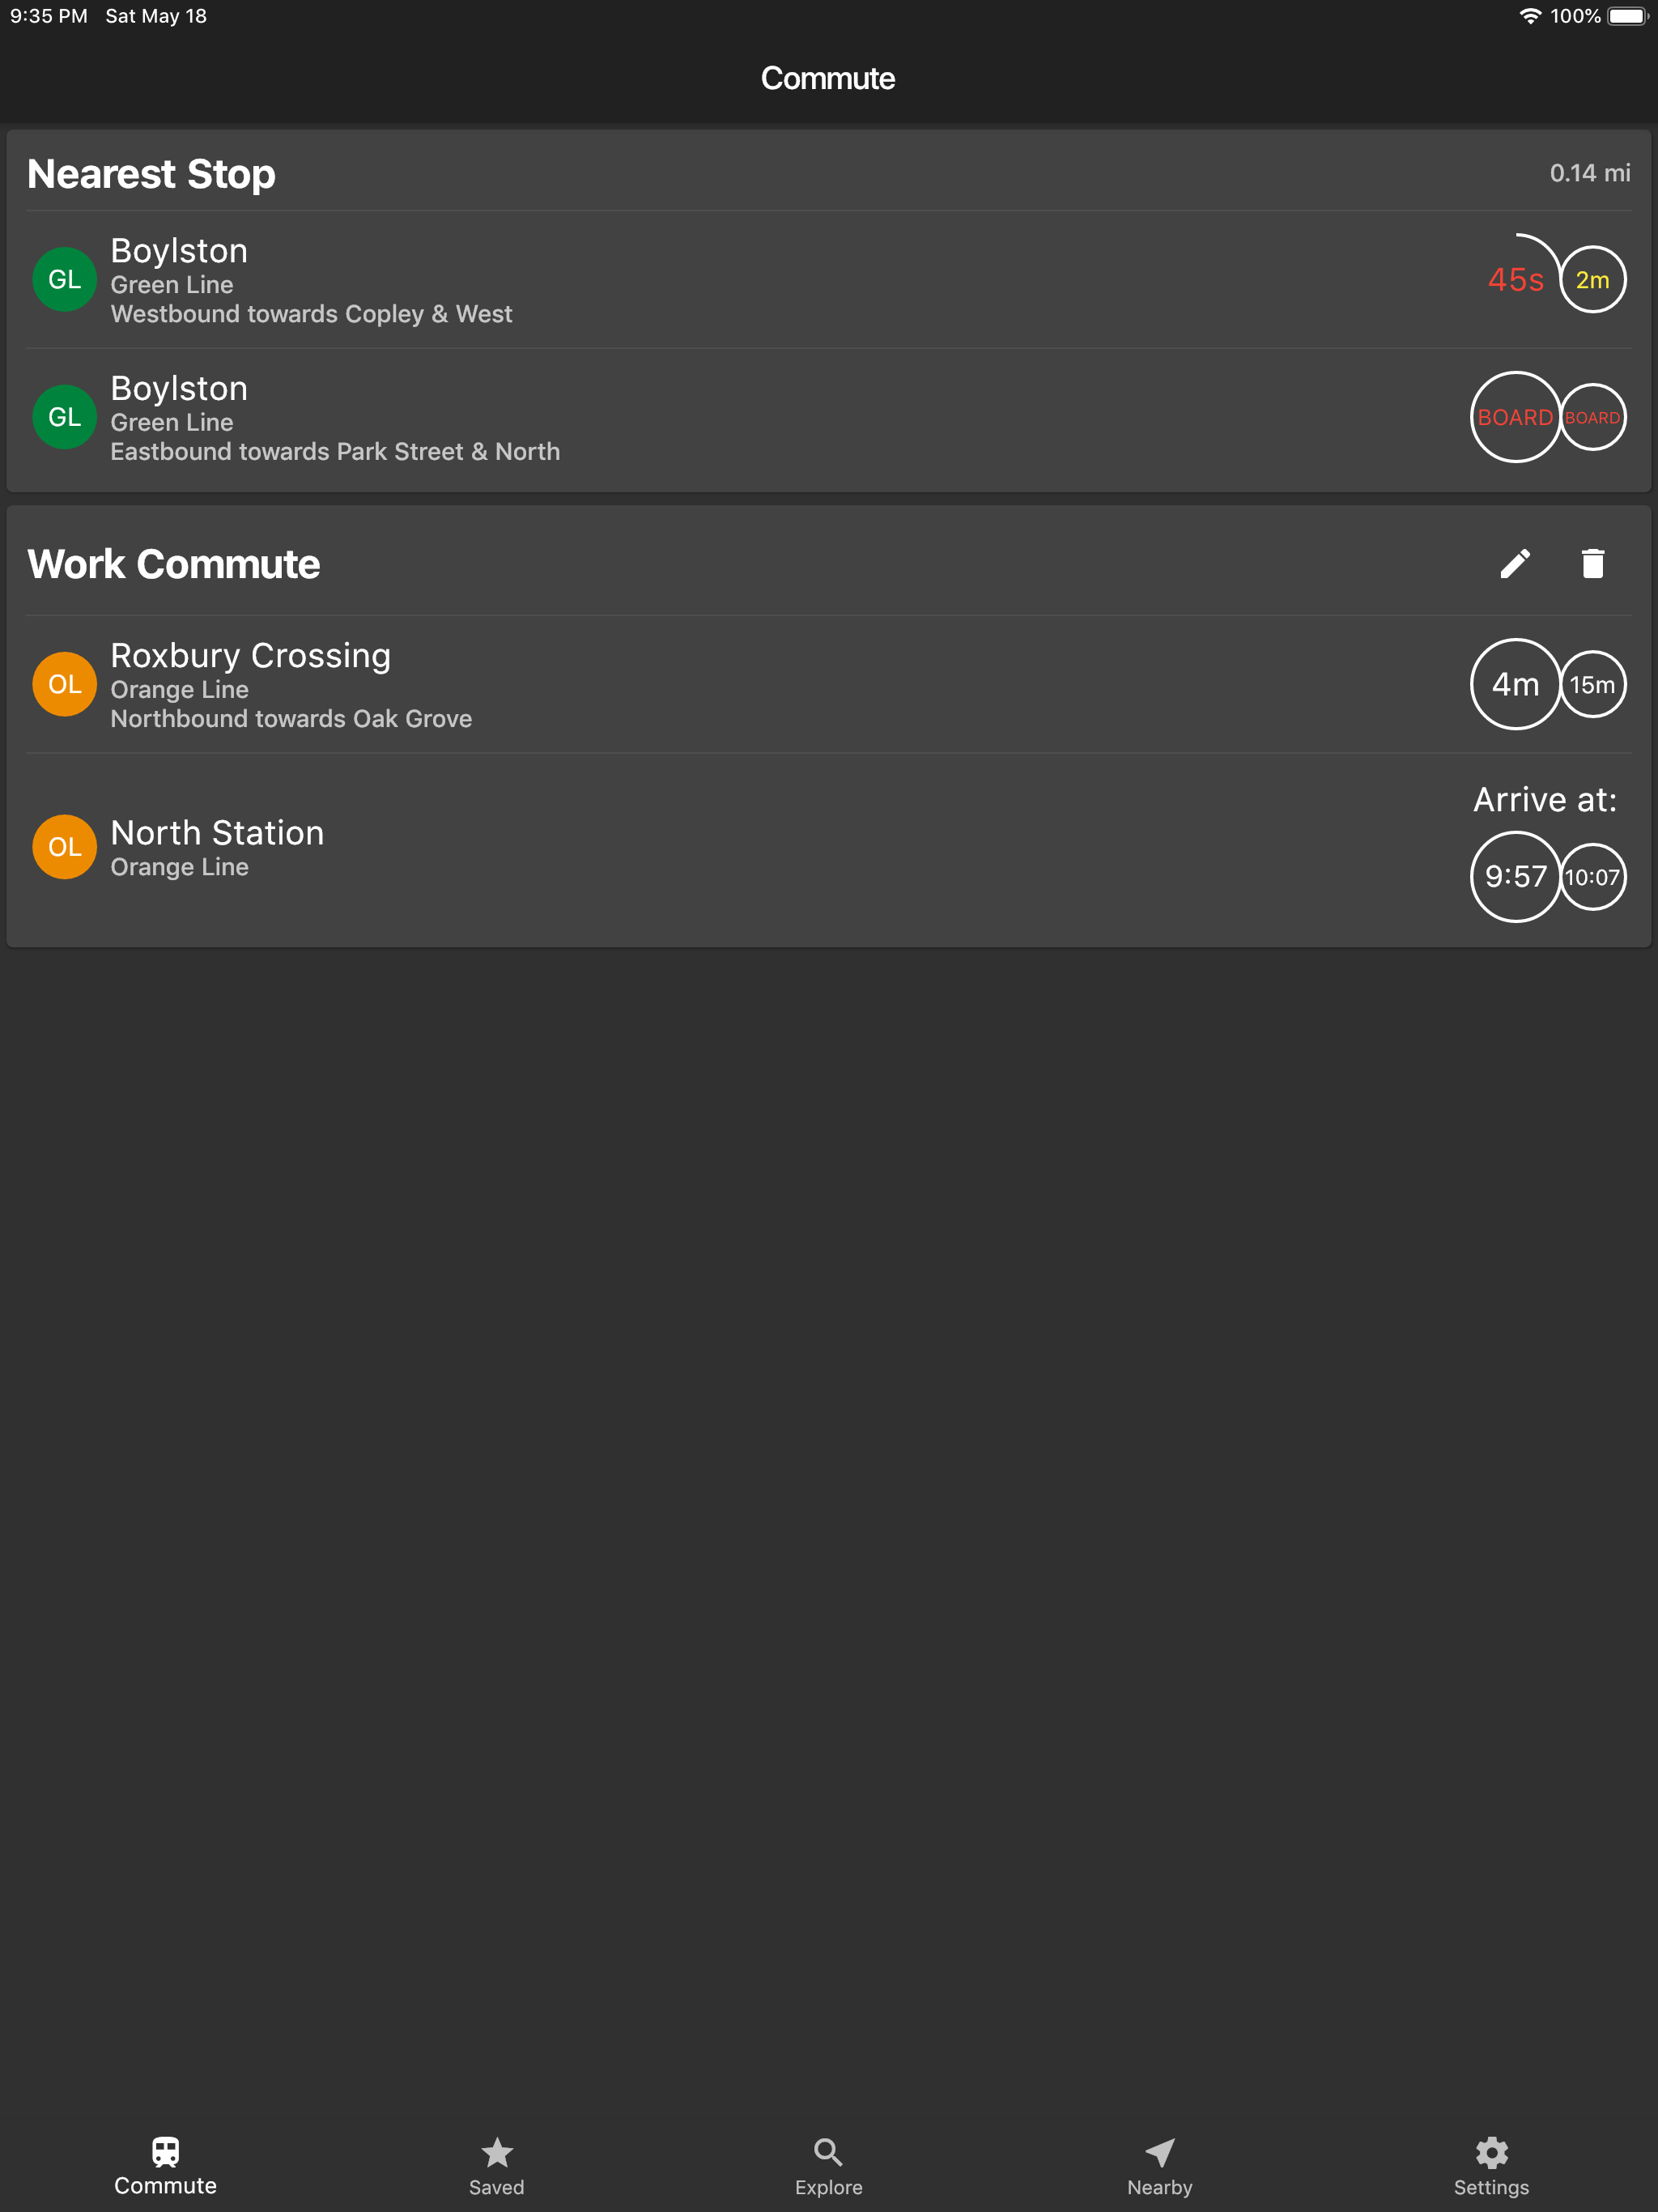 9:35 PM Sat May 18
100%
Commute
Nearest Stop
0.14 mi
GL
Boylston
Green Line
Westbound towards Copley & West
45s
2m
GL
Boylston
Green Line
Eastbound towards Park Street & North
BOARD
BOARD
Work Commute
OL
Roxbury Crossing
Orange Line
Northbound towards Oak Grove
4m
15m
OL
North Station
Orange Line
Arrive at:
9:57
10:07
Commute
Saved
Explore
Nearby
Settings